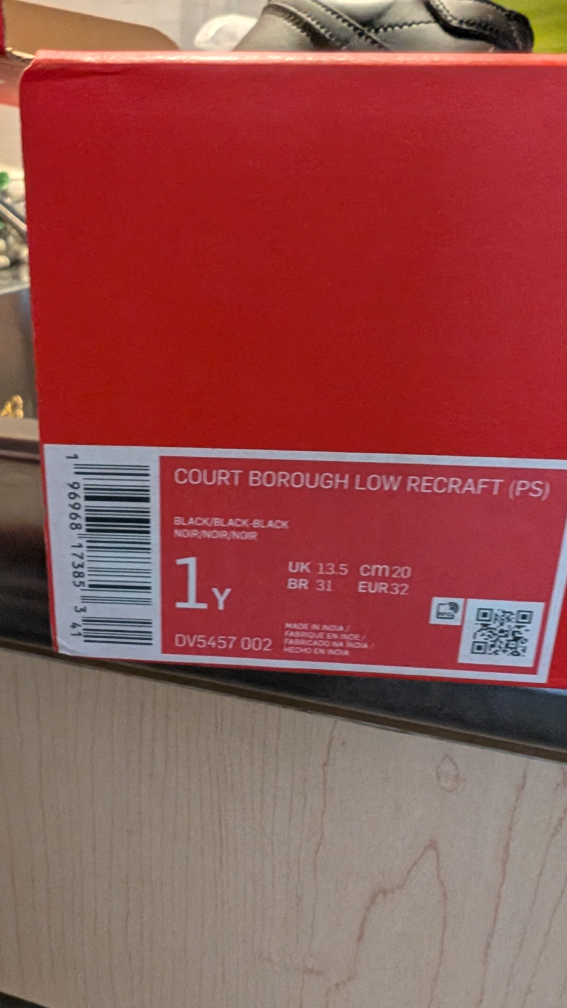 COURT BOROUGH LOW RECRAFT (PS)
BLACK/BLACK-BLACK
NOIR/NOIR/NOIR
1Y
UK 13.5 cm 20
BR 31 EUR 32
DV5457 002
MADE IN INDIA /
FABRIQUE EN INDE /
FABRICADO NA INDIA /
HECHO EN INDIA
1 96968 17385 3 41